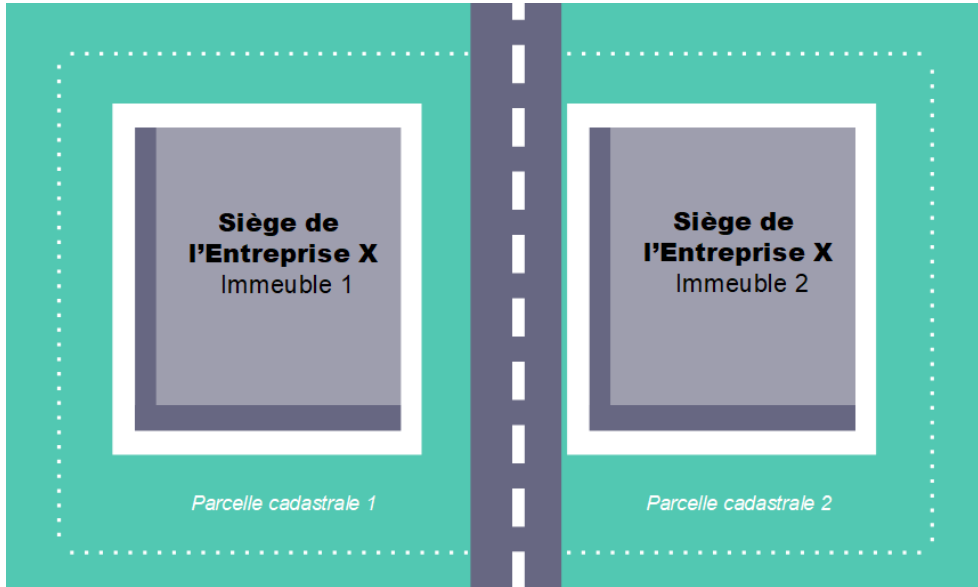 Siège de
l’Entreprise X
Immeuble 1
Parcelle cadastrale 1
Siège de
l’Entreprise X
Immeuble 2
Parcelle cadastrale 2